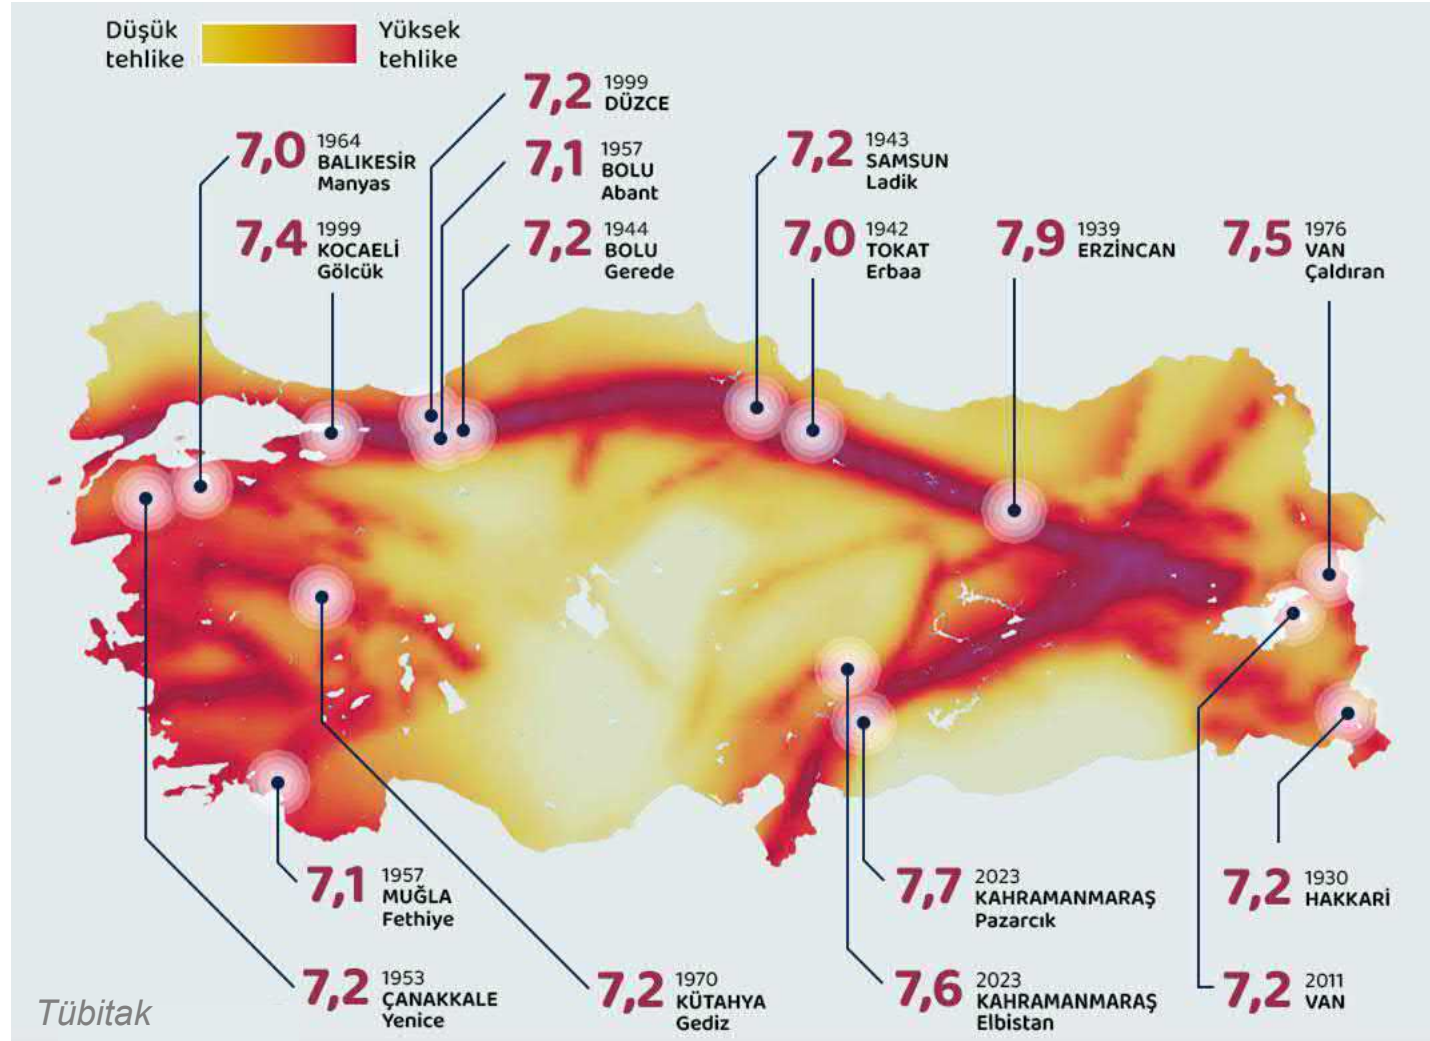 Düşük
tehlike
Yüksek
tehlike
7,2 1999
DÜZCE
7,0 1964
BALIKESİR
Manyas
7,1 1957
BOLU
Abant
7,2 1943
SAMSUN
Ladik
7,4 1999
KOCAELİ
Gölcük
7,2 1944
BOLU
Gerede
7,0 1942
TOKAT
Erbaa
7,9 1939
ERZİNCAN
7,5 1976
VAN
Çaldıran
7,1 1957
MUĞLA
Fethiye
7,7 2023
KAHRAMANMARAŞ
Pazarcık
7,2 1930
HAKKARİ
7,2 1953
ÇANAKKALE
Yenice
7,2 1970
KÜTAHYA
Gediz
7,6 2023
KAHRAMANMARAŞ
Elbistan
7,2 2011
VAN
Tübitak